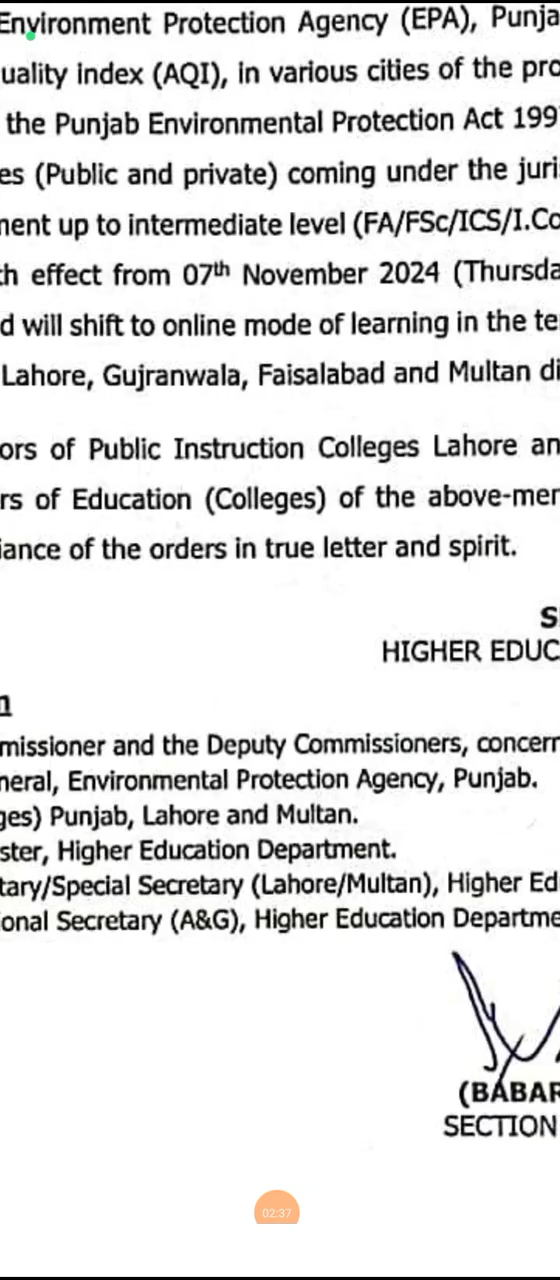 Environment Protection Agency (EPA), Punja
uality index (AQI), in various cities of the pro
the Punjab Environmental Protection Act 199
es (Public and private) coming under the juri
nent up to intermediate level (FA/FSc/ICS/I.Co
th effect from 07th November 2024 (Thursda
d will shift to online mode of learning in the te
Lahore, Gujranwala, Faisalabad and Multan di
ors of Public Instruction Colleges Lahore an
rs of Education (Colleges) of the above-mer
iance of the orders in true letter and spirit.
S
HIGHER EDUC
n
missioner and the Deputy Commissioners, concern
neral, Environmental Protection Agency, Punjab.
ges) Punjab, Lahore and Multan.
ster, Higher Education Department.
tary/Special Secretary (Lahore/Multan), Higher Ed
onal Secretary (A&G), Higher Education Departme
(BABAR
SECTION
02:37